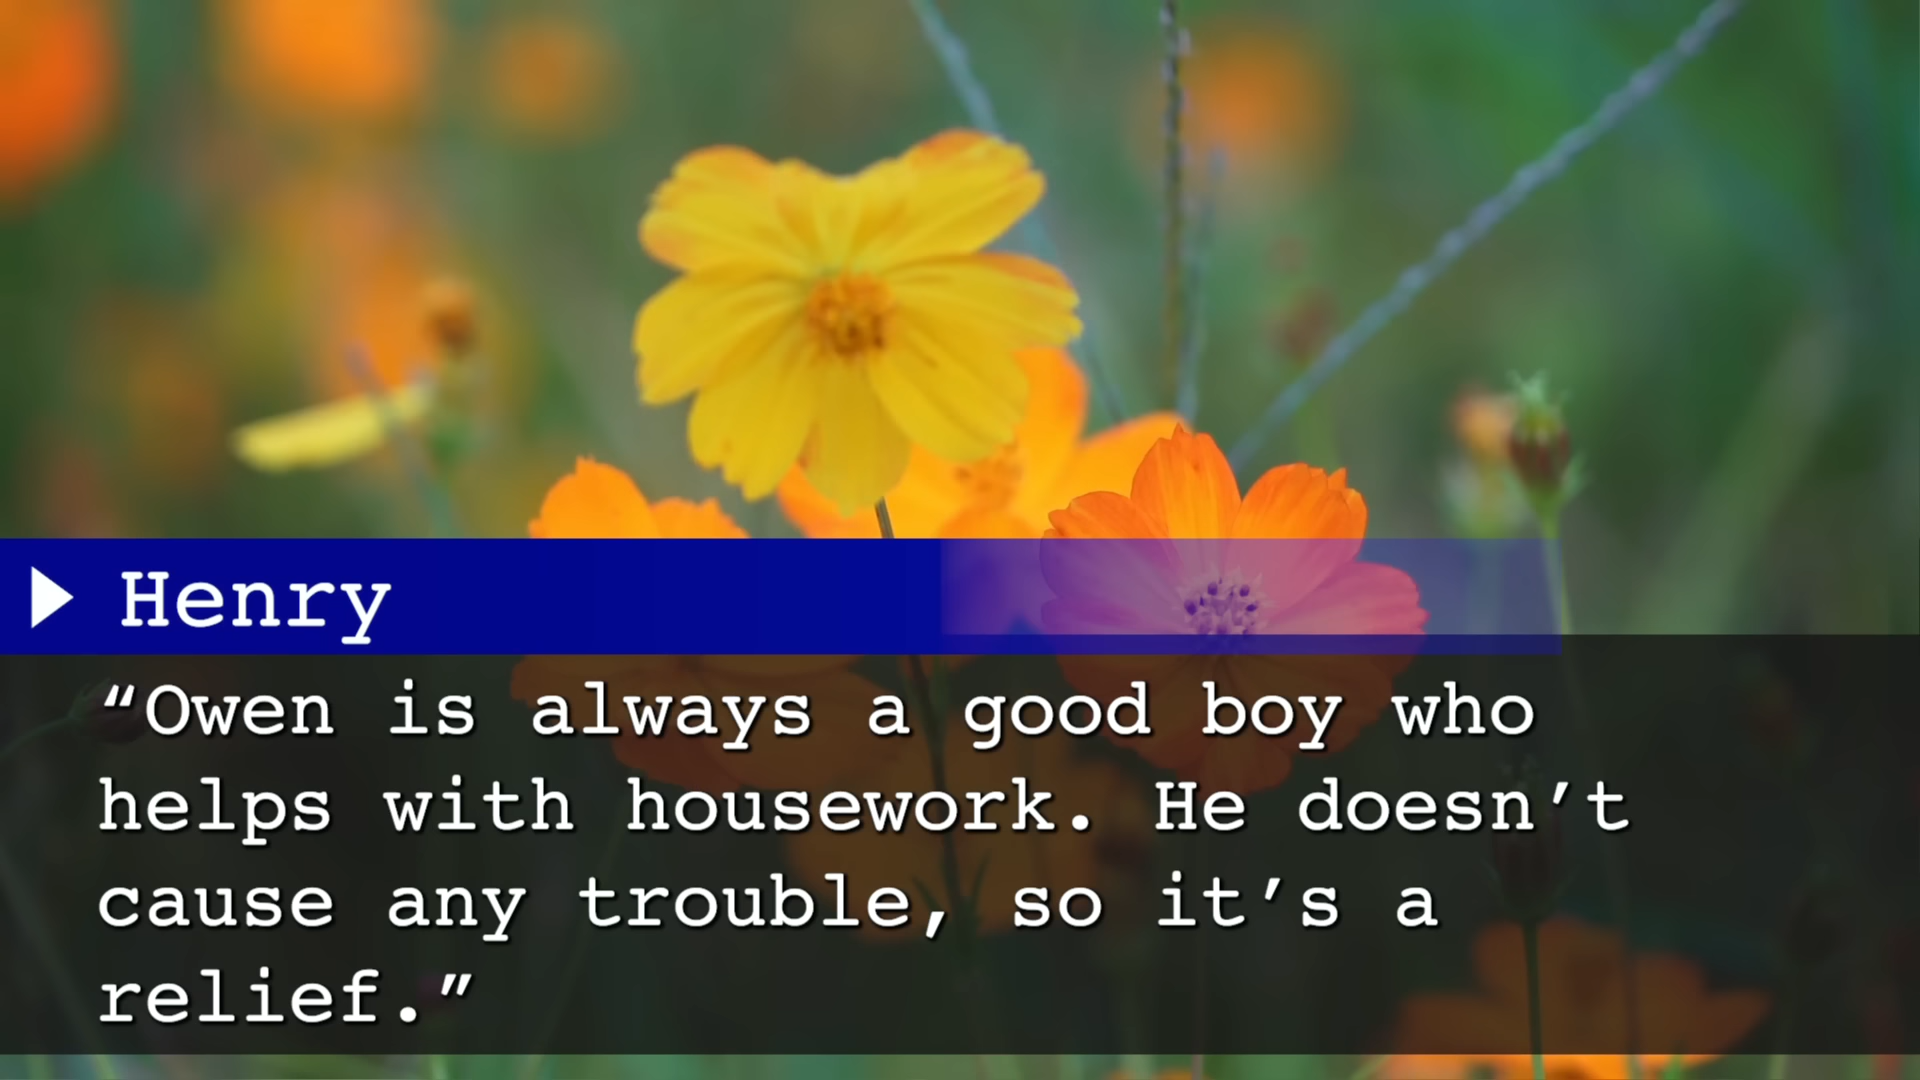 Henry
“Owen is always a good boy who
helps with housework. He doesn’t
cause any trouble, so it’s a
relief.”